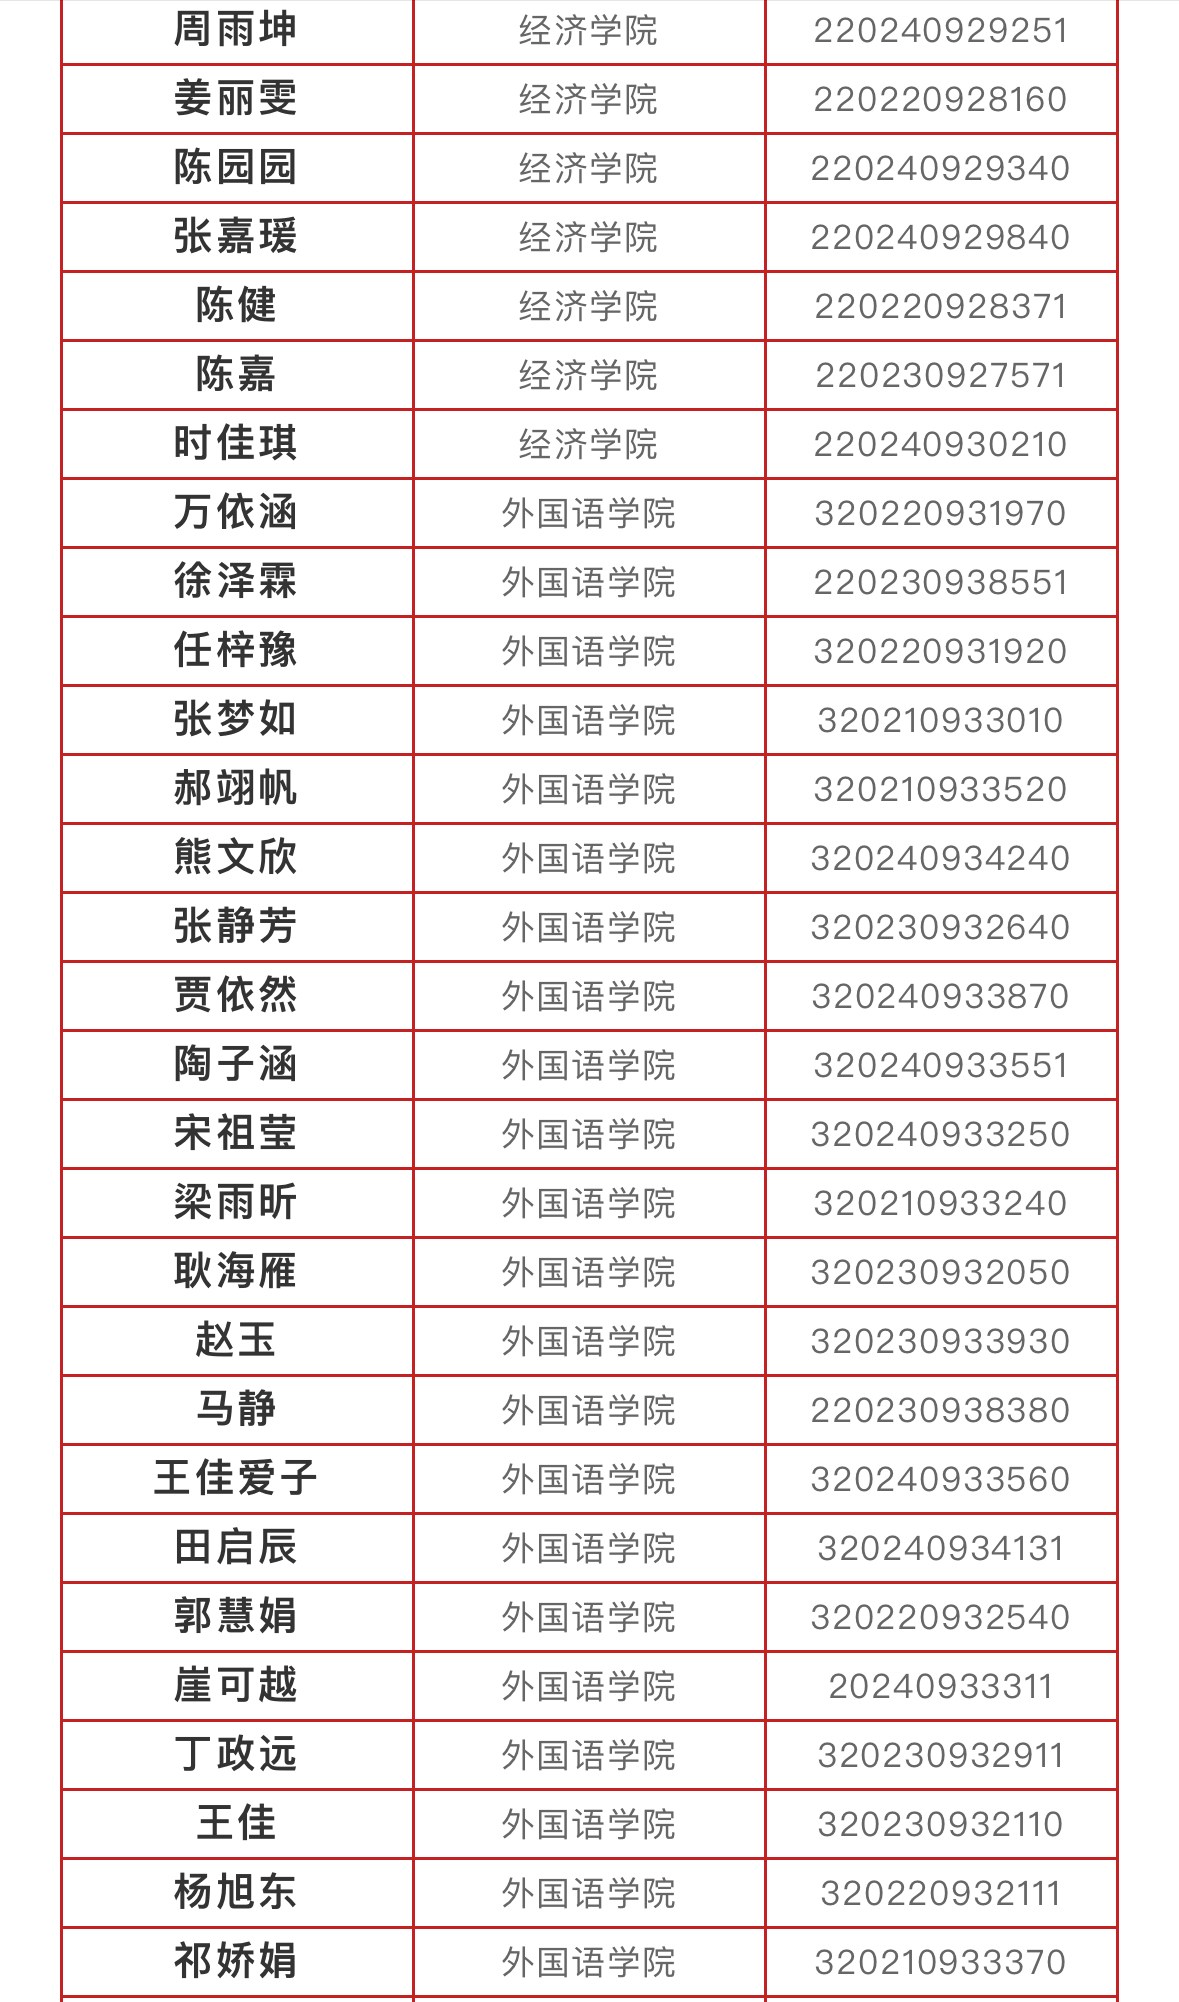 周雨坤 经济学院 220240929251
姜丽雯 经济学院 220220928160
陈园园 经济学院 220240929340
张嘉瑗 经济学院 220240929840
陈健 经济学院 220220928371
陈嘉 经济学院 220230927571
时佳琪 经济学院 220240930210
万依涵 外国语学院 320220931970
徐泽霖 外国语学院 220230938551
任梓豫 外国语学院 320220931920
张梦如 外国语学院 320210933010
郝翊帆 外国语学院 320210933520
熊文欣 外国语学院 320240934240
张静芳 外国语学院 320230932640
贾依然 外国语学院 320240933870
陶子涵 外国语学院 320240933551
宋祖莹 外国语学院 320240933250
梁雨昕 外国语学院 320210933240
耿海雁 外国语学院 320230932050
赵玉 外国语学院 320230933930
马静 外国语学院 220230938380
王佳爱子 外国语学院 320240933560
田启辰 外国语学院 320240934131
郭慧娟 外国语学院 320220932540
崖可越 外国语学院 20240933311
丁政远 外国语学院 320230932911
王佳 外国语学院 320230932110
杨旭东 外国语学院 320220932111
祁娇娟 外国语学院 320210933370